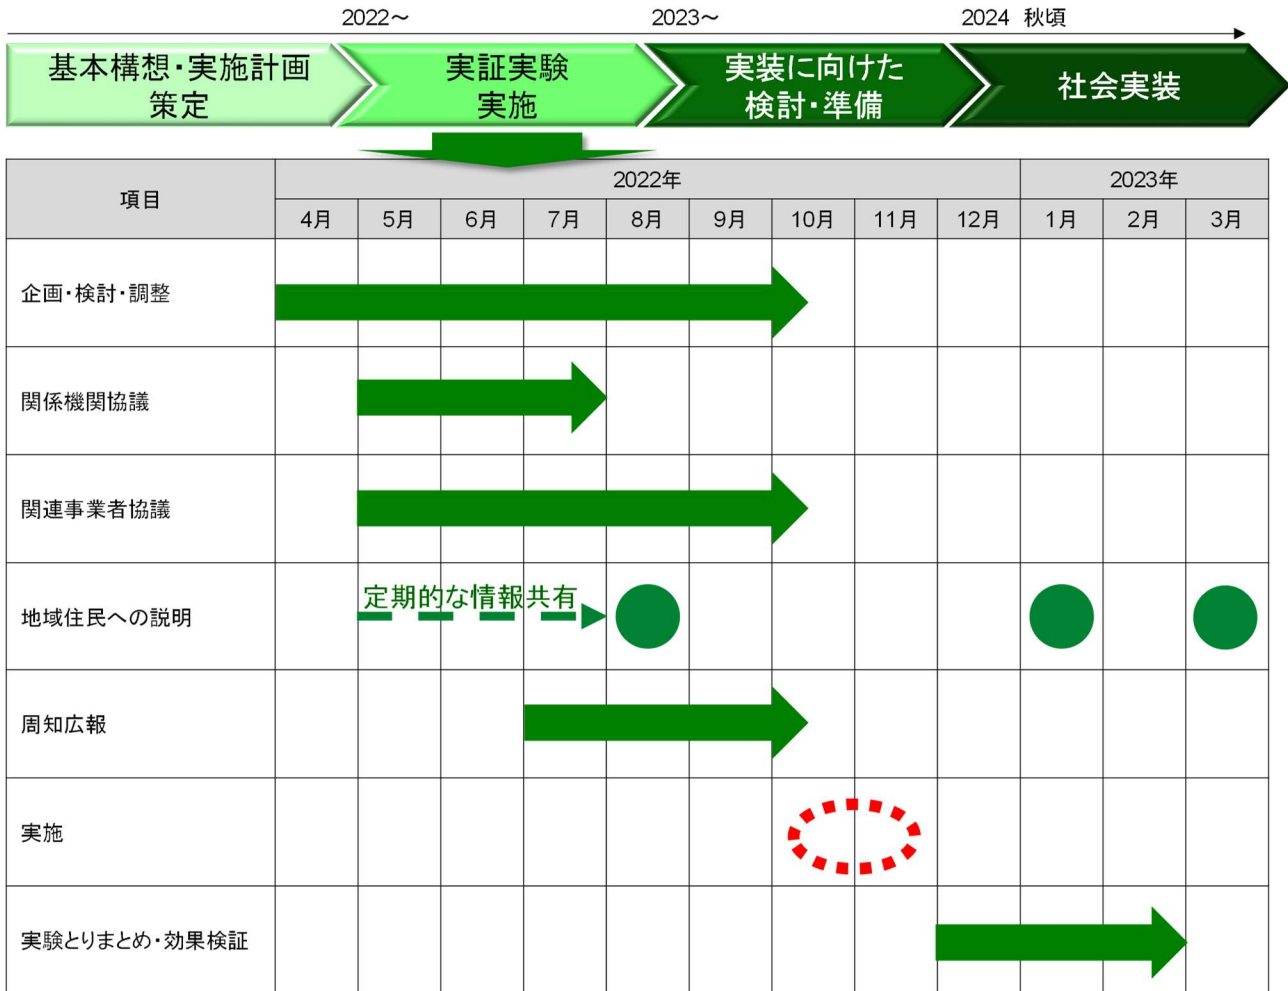 2022～ 2023～ 2024 秋頃
基本構想・実施計画
策定
実証実験
実施
実装に向けた
検討・準備
社会実装
項目
2022年 2023年
4月 5月 6月 7月 8月 9月 10月 11月 12月 1月 2月 3月
企画・検討・調整
関係機関協議
関連事業者協議
地域住民への説明
定期的な情報共有
周知広報
実施
実験とりまとめ・効果検証